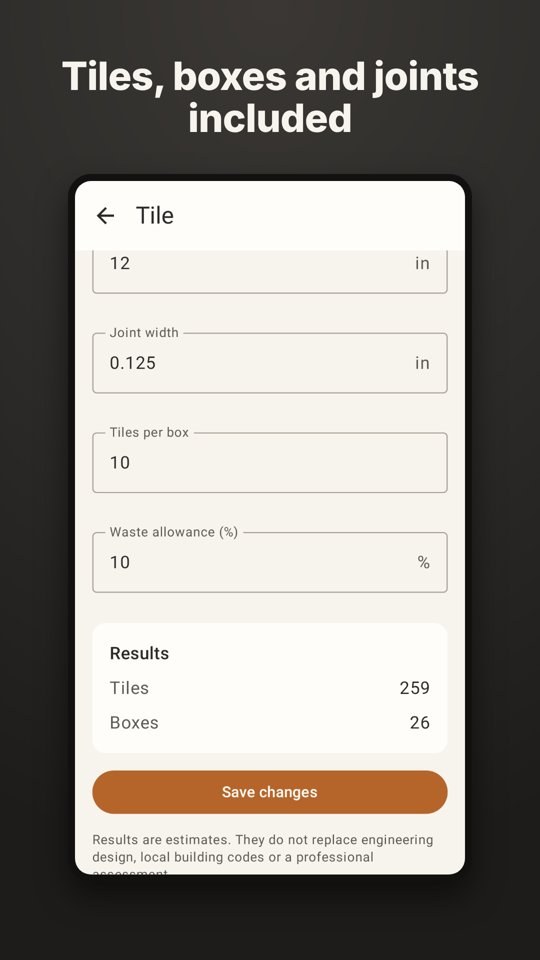 Tiles, boxes and joints
included
Tile
12 in
Joint width
0.125 in
Tiles per box
10
Waste allowance (%)
10 %
Results
Tiles 259
Boxes 26
Save changes
Results are estimates. They do not replace engineering
design, local building codes or a professional
assessment.